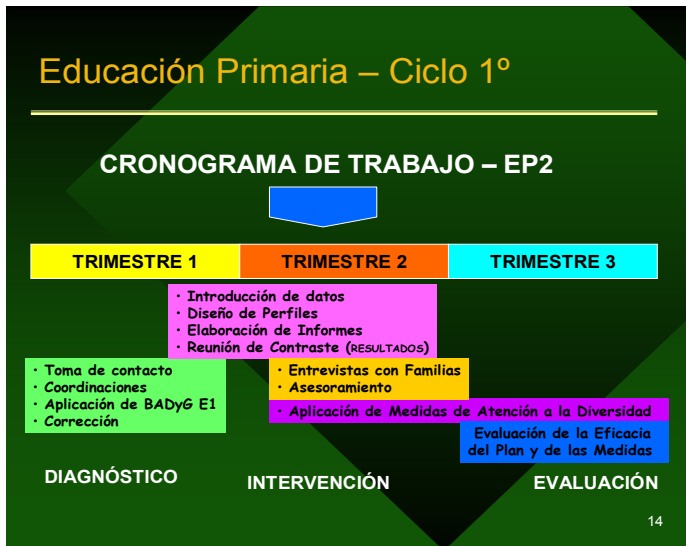 Educación Primaria – Ciclo 1º
CRONOGRAMA DE TRABAJO – EP2
TRIMESTRE 1
TRIMESTRE 2
TRIMESTRE 3
· Introducción de datos
· Diseño de Perfiles
· Elaboración de Informes
· Reunión de Contraste (RESULTADOS)
· Toma de contacto
· Coordinaciones
· Aplicación de BADyG E1
· Corrección
· Entrevistas con Familias
· Asesoramiento
· Aplicación de Medidas de Atención a la Diversidad
Evaluación de la Eficacia
del Plan y de las Medidas
DIAGNÓSTICO
INTERVENCIÓN
EVALUACIÓN
14